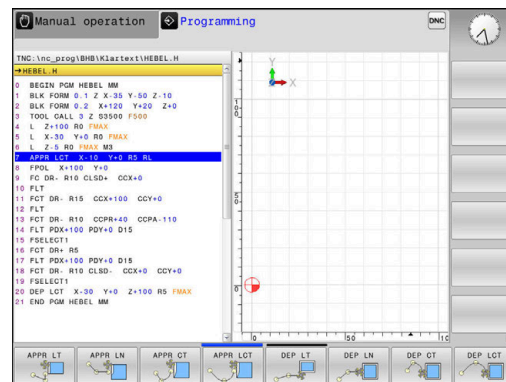 Manual operation
Programming
DNC
TNC:\nc_prog\BHB\Klartext\HEBEL.H
→HEBEL.H
0 BEGIN PGM HEBEL MM
1 BLK FORM 0.1 Z X-35 Y-50 Z-10
2 BLK FORM 0.2 X+120 Y+20 Z+0
3 TOOL CALL 3 Z S3500 F500
4 L Z+100 R0 FMAX
5 L X-30 Y+0 R0 FMAX
6 L Z-5 R0 FMAX M3
7 APPR LCT X-10 Y+0 R5 RL
8 FPOL X+100 Y+0
9 FC DR- R10 CLSD+ CCX+0
10 FLT
11 FCT DR- R15 CCX+100 CCY+0
12 FLT
13 FCT DR- R10 CCPR+40 CCPA-110
14 FLT PDX+100 PDY+0 D15
15 FSELECT1
16 FCT DR+ R5
17 FLT PDX+100 PDY+0 D15
18 FCT DR- R10 CLSD- CCX+0 CCY+0
19 FSELECT1
20 DEP LCT X-30 Y+0 Z+100 R5 FMAX
21 END PGM HEBEL MM
Y
X
100
50
0
0 50 10
APPR LT APPR LN APPR CT APPR LCT DEP LT DEP LN DEP CT DEP LCT